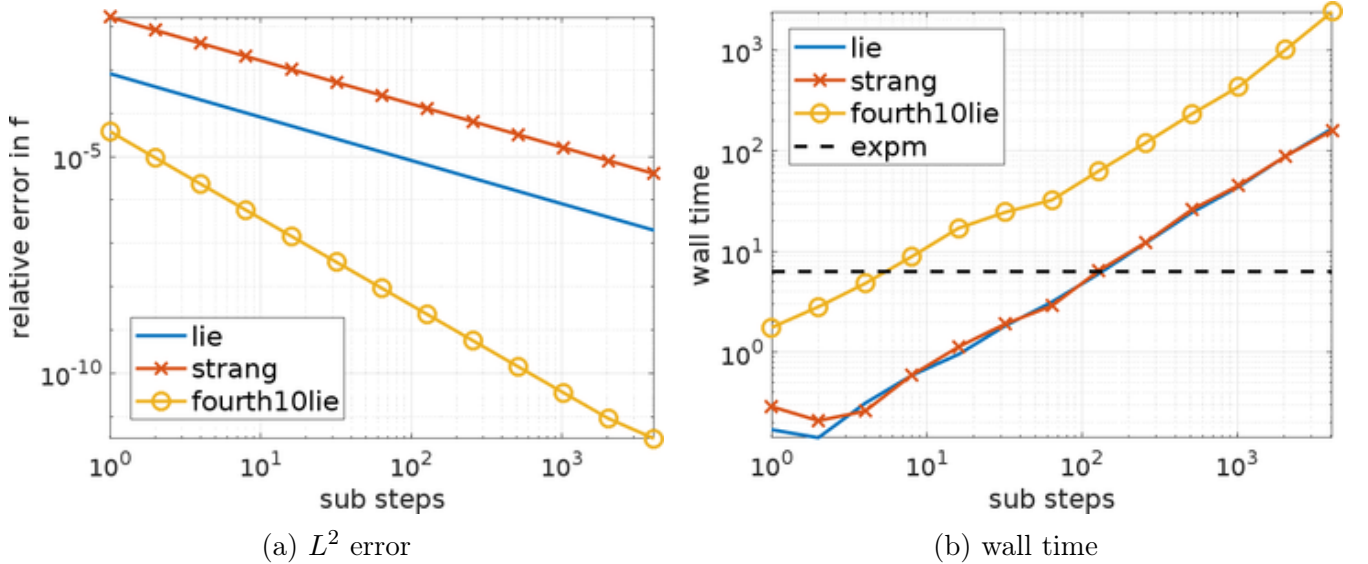 relative error in f
10^-5
10^-10
lie
strang
fourth10lie
10^0 10^1 10^2 10^3
sub steps
(a) L^2 error
wall time
10^3
10^2
10^1
10^0
lie
strang
fourth10lie
expm
10^0 10^1 10^2 10^3
sub steps
(b) wall time